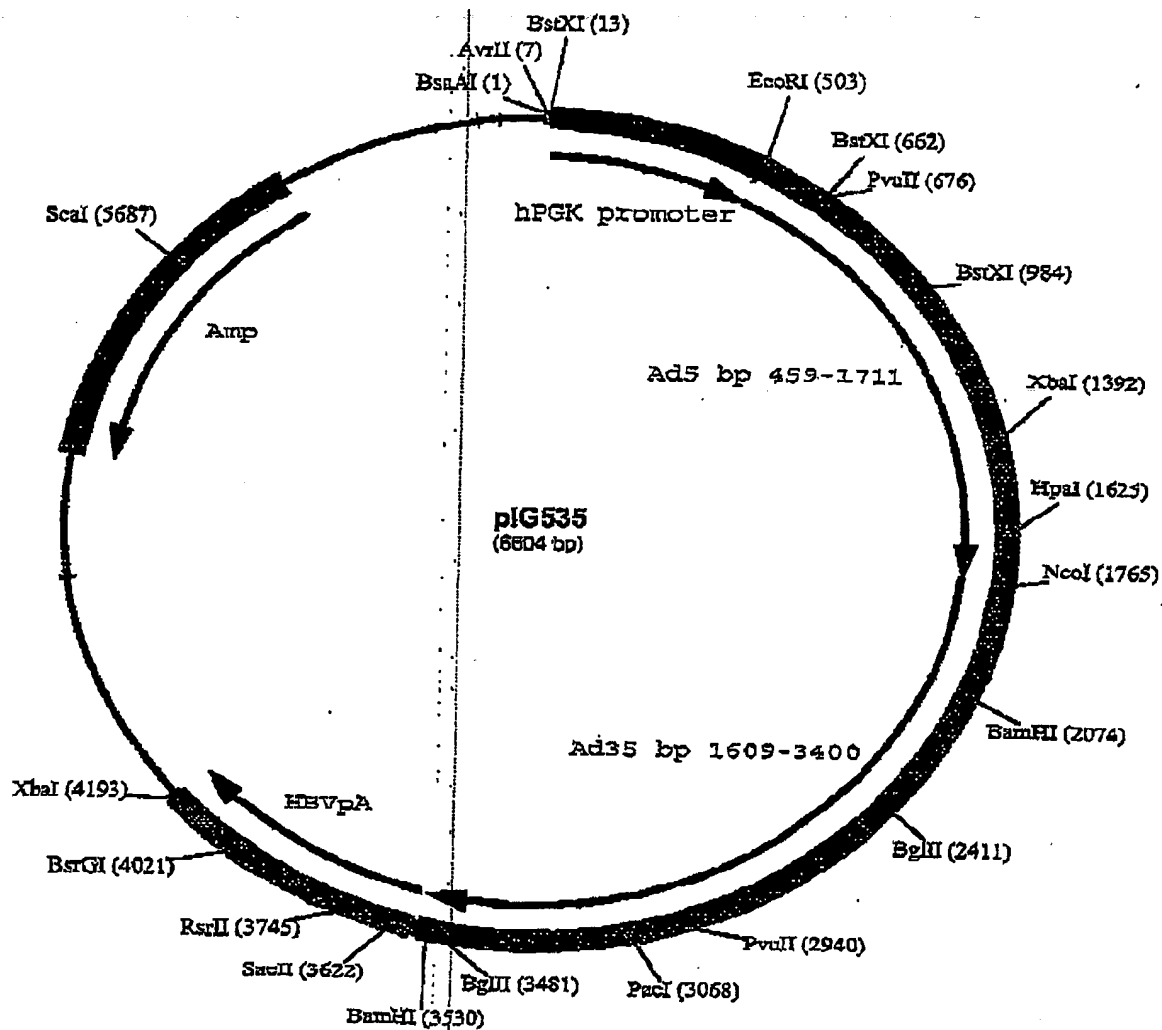 BstXI (13)
AvrII (7)
BsaAI (1)
EcoRI (503)
BstXI (662)
PvuII (676)
ScaI (5687)
hPGK promoter
BstXI (984)
Amp
Ad5 bp 459-1711
XbaI (1392)
HpaI (1625)
pIG535
(6604 bp)
NcoI (1765)
BamHI (2074)
Ad35 bp 1609-3400
XbaI (4193)
HBVpA
BglII (2411)
BsrGI (4021)
RsrII (3745)
PvuII (2940)
SacII (3622)
BglII (3481)
PacI (3068)
BamHI (3530)